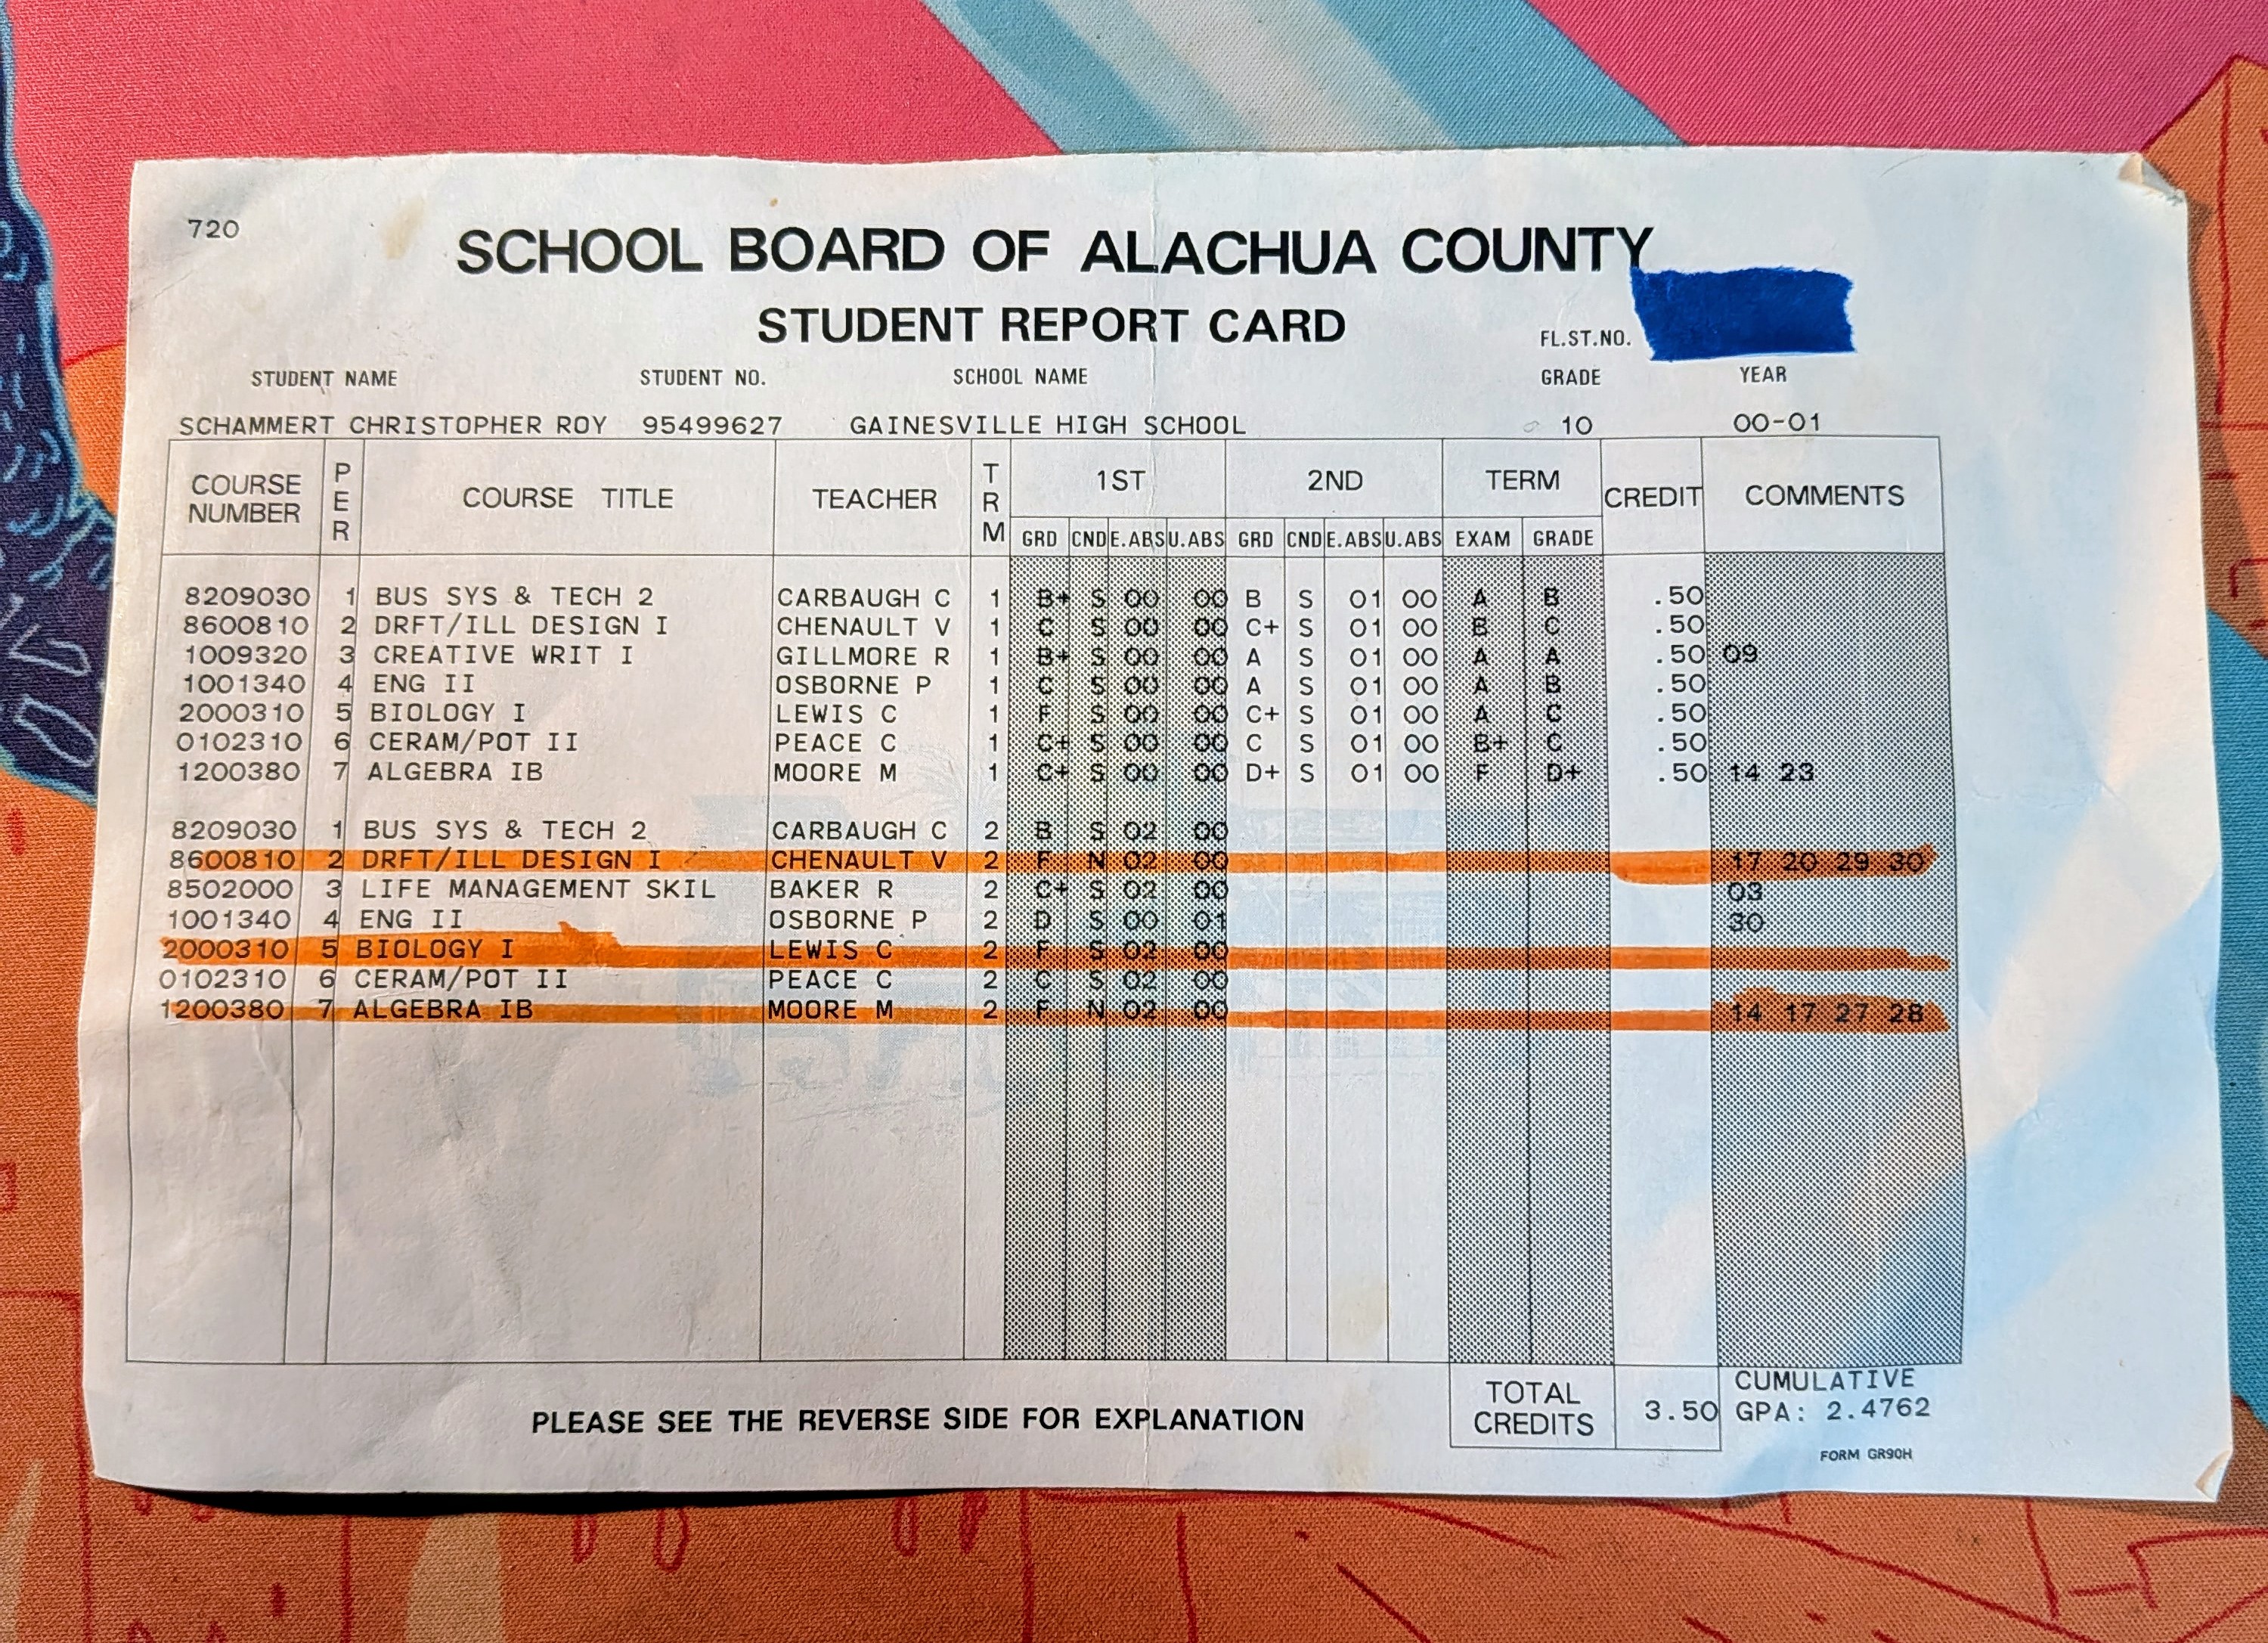 720
SCHOOL BOARD OF ALACHUA COUNTY
STUDENT REPORT CARD
FL.ST.NO.
STUDENT NAME STUDENT NO. SCHOOL NAME GRADE YEAR
SCHAMMERT CHRISTOPHER ROY 95499627 GAINESVILLE HIGH SCHOOL 10 00-01
COURSE NUMBER PER COURSE TITLE TEACHER TRM 1ST 2ND TERM CREDIT COMMENTS
GRD CND E.ABS U.ABS GRD CND E.ABS U.ABS EXAM GRADE
8209030 1 BUS SYS & TECH 2 CARBAUGH C 1 B+ S 00 00 B S 01 00 A B .50
8600810 2 DRFT/ILL DESIGN I CHENAULT V 1 C S 00 00 C+ S 01 00 B C .50
1009320 3 CREATIVE WRIT I GILLMORE R 1 B+ S 00 00 A S 01 00 A A .50 09
1001340 4 ENG II OSBORNE P 1 C S 00 00 A S 01 00 A B .50
2000310 5 BIOLOGY I LEWIS C 1 F S 00 00 C+ S 01 00 A C .50
0102310 6 CERAM/POT II PEACE C 1 C+ S 00 00 C S 01 00 B+ C .50
1200380 7 ALGEBRA IB MOORE M 1 C+ S 00 00 D+ S 01 00 F D+ .50 14 23
8209030 1 BUS SYS & TECH 2 CARBAUGH C 2 B S 02 00
8600810 2 DRFT/ILL DESIGN I CHENAULT V 2 F N 02 00 17 20 29 30
8502000 3 LIFE MANAGEMENT SKIL BAKER R 2 C+ S 02 00 03
1001340 4 ENG II OSBORNE P 2 D S 00 01 30
2000310 5 BIOLOGY I LEWIS C 2 F S 02 00
0102310 6 CERAM/POT II PEACE C 2 C S 02 00
1200380 7 ALGEBRA IB MOORE M 2 F N 02 00 14 17 27 28
PLEASE SEE THE REVERSE SIDE FOR EXPLANATION
TOTAL CREDITS 3.50
CUMULATIVE
GPA: 2.4762
FORM GR90H